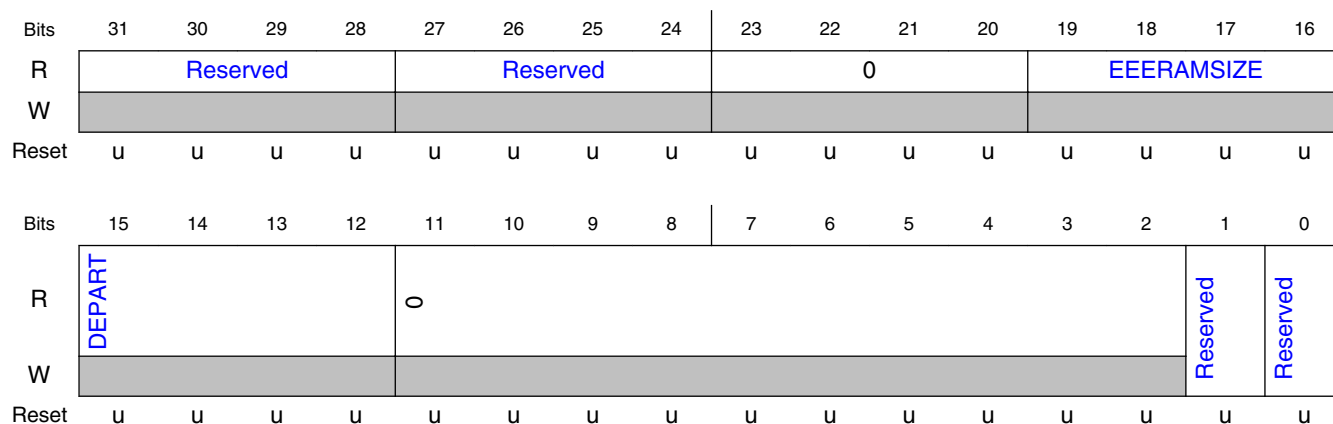 Bits 31 30 29 28 27 26 25 24 23 22 21 20 19 18 17 16
R Reserved Reserved 0 EEERAMSIZE
W
Reset u u u u u u u u u u u u u u u u
Bits 15 14 13 12 11 10 9 8 7 6 5 4 3 2 1 0
R DEPART 0 Reserved Reserved
W
Reset u u u u u u u u u u u u u u u u